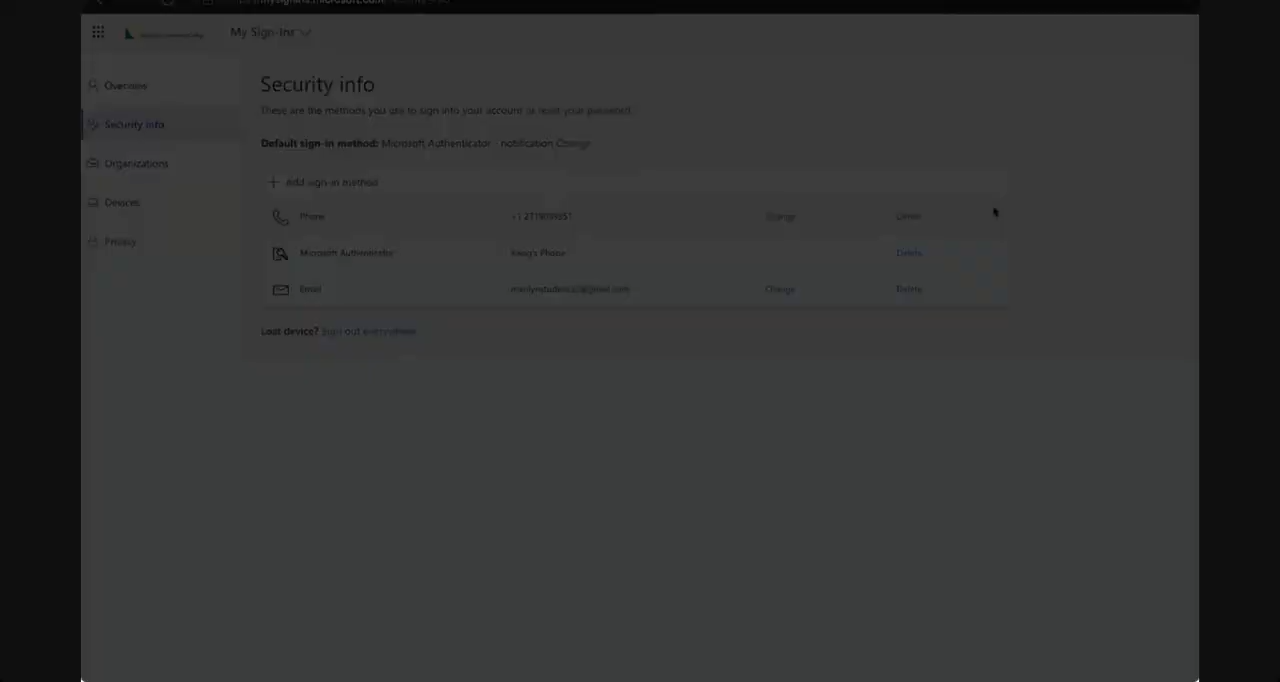 My Sign-Ins
Overview
Security info
Organizations
Devices
Privacy
Security info
These are the methods you use to sign into your account or reset your password.
Default sign-in method: Microsoft Authenticator - notification Change
Add sign-in method
Phone Change Delete
Microsoft Authenticator Phone Delete
Email Change Delete
Lost device? Sign out everywhere